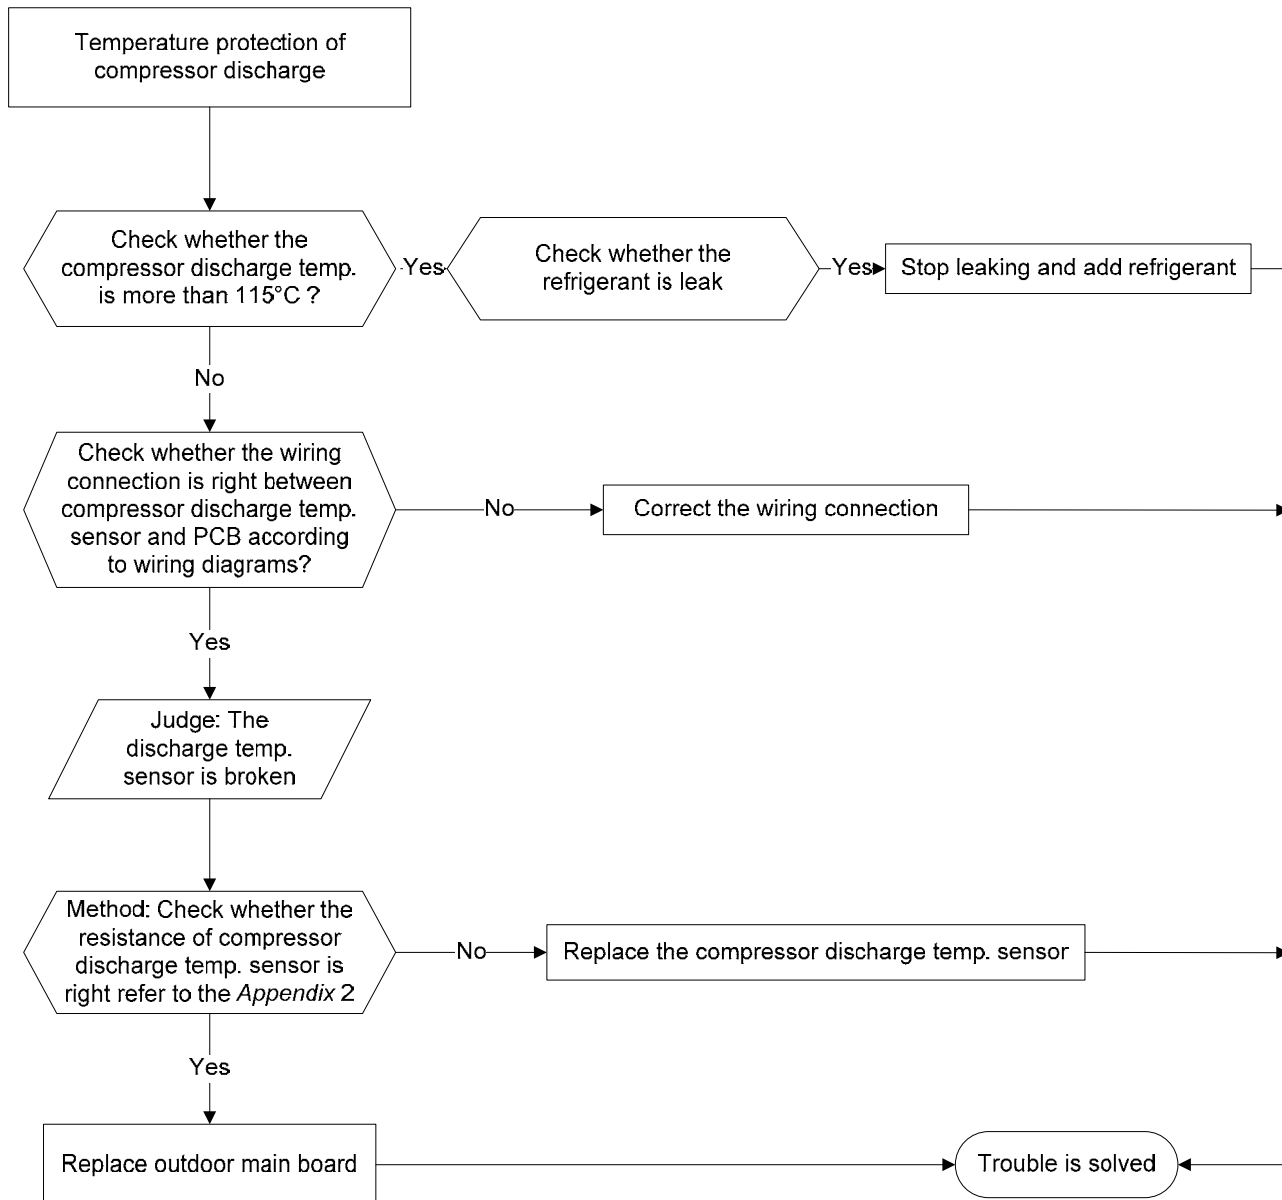 Temperature protection of
compressor discharge
Check whether the
compressor discharge temp.
is more than 115°C ?
Yes
Check whether the
refrigerant is leak
Yes
Stop leaking and add refrigerant
No
Check whether the wiring
connection is right between
compressor discharge temp.
sensor and PCB according
to wiring diagrams?
No
Correct the wiring connection
Yes
Judge: The
discharge temp.
sensor is broken
Method: Check whether the
resistance of compressor
discharge temp. sensor is
right refer to the Appendix 2
No
Replace the compressor discharge temp. sensor
Yes
Replace outdoor main board
Trouble is solved